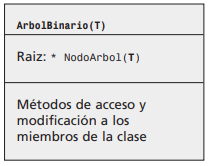 ArbolBinario(T)
Raiz: * NodoArbol(T)
Métodos de acceso y
modificación a los
miembros de la clase